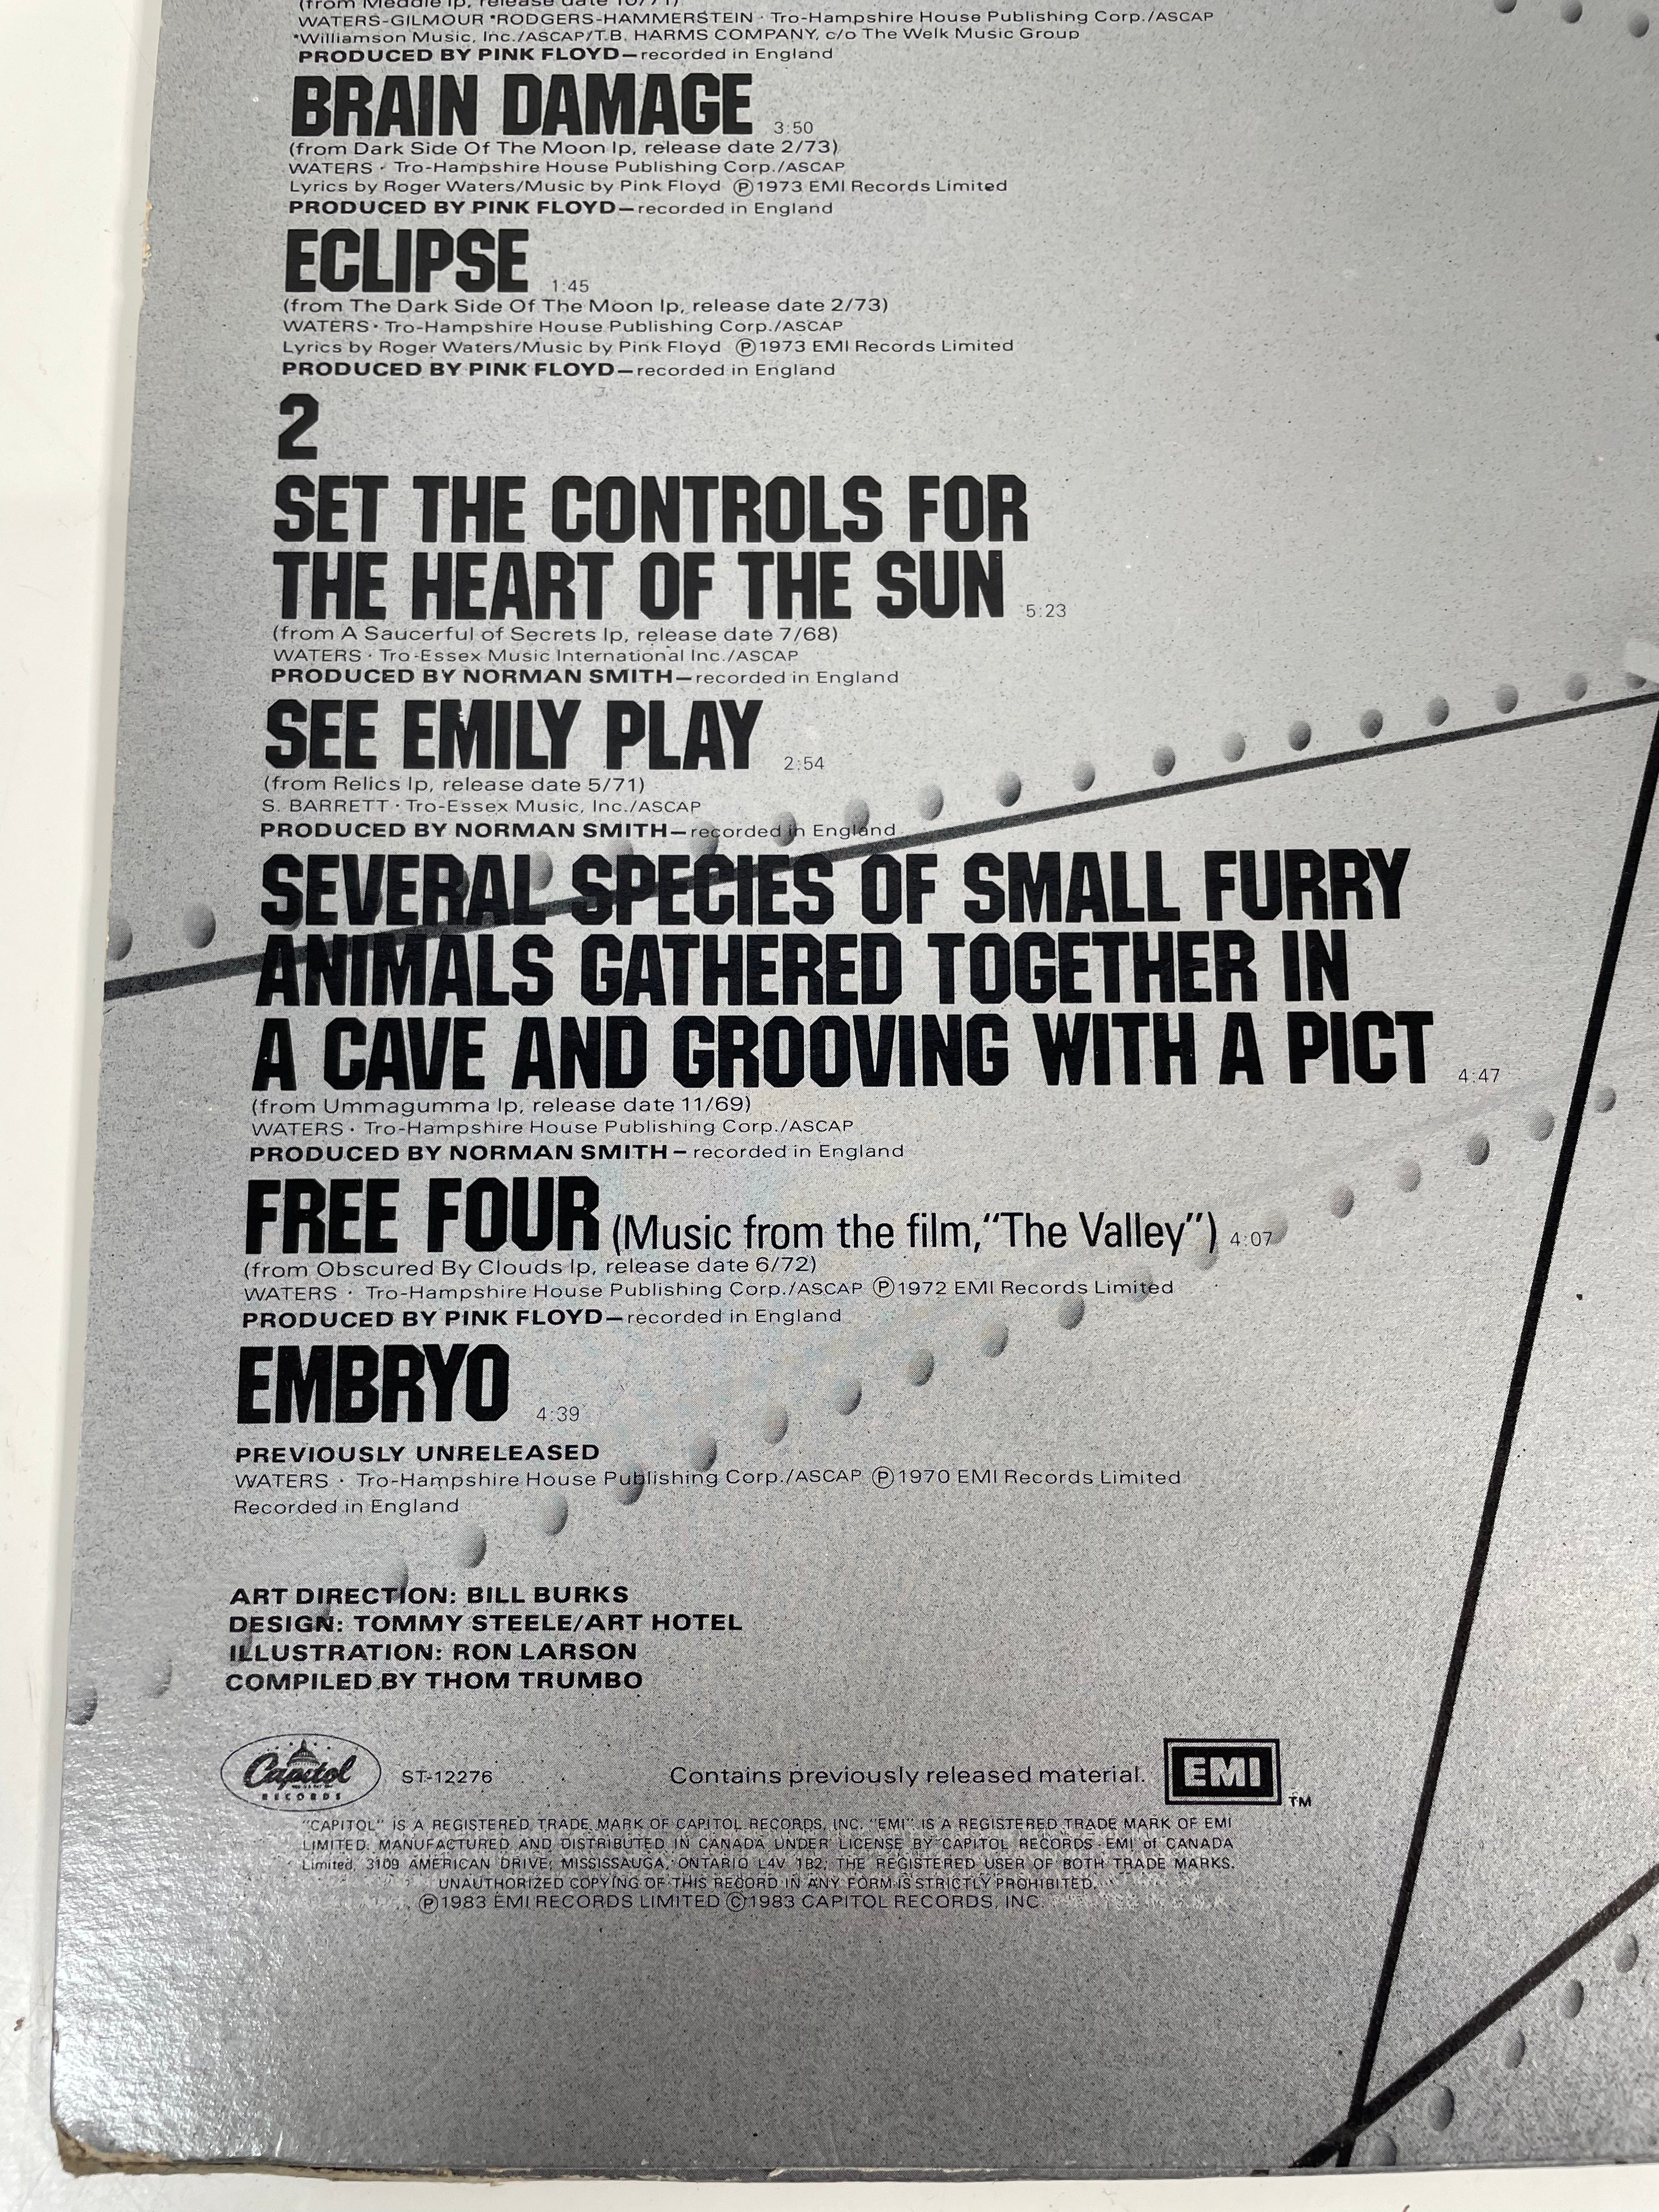 (from Meddle lp, release date 10/71)
WATERS-GILMOUR *RODGERS-HAMMERSTEIN · Tro-Hampshire House Publishing Corp./ASCAP
*Williamson Music, Inc./ASCAP/T.B. HARMS COMPANY, c/o The Welk Music Group
PRODUCED BY PINK FLOYD—recorded in England
BRAIN DAMAGE 3:50
(from Dark Side Of The Moon lp, release date 2/73)
WATERS · Tro-Hampshire House Publishing Corp./ASCAP
Lyrics by Roger Waters/Music by Pink Floyd ℗1973 EMI Records Limited
PRODUCED BY PINK FLOYD—recorded in England
ECLIPSE 1:45
(from The Dark Side Of The Moon lp, release date 2/73)
WATERS · Tro-Hampshire House Publishing Corp./ASCAP
Lyrics by Roger Waters/Music by Pink Floyd ℗1973 EMI Records Limited
PRODUCED BY PINK FLOYD—recorded in England
2
SET THE CONTROLS FOR
THE HEART OF THE SUN 5:23
(from A Saucerful of Secrets lp, release date 7/68)
WATERS · Tro-Essex Music International Inc./ASCAP
PRODUCED BY NORMAN SMITH—recorded in England
SEE EMILY PLAY 2:54
(from Relics lp, release date 5/71)
S. BARRETT · Tro-Essex Music, Inc./ASCAP
PRODUCED BY NORMAN SMITH—recorded in England
SEVERAL SPECIES OF SMALL FURRY
ANIMALS GATHERED TOGETHER IN
A CAVE AND GROOVING WITH A PICT 4:47
(from Ummagumma lp, release date 11/69)
WATERS · Tro-Hampshire House Publishing Corp./ASCAP
PRODUCED BY NORMAN SMITH—recorded in England
FREE FOUR (Music from the film, "The Valley") 4:07
(from Obscured By Clouds lp, release date 6/72)
WATERS · Tro-Hampshire House Publishing Corp./ASCAP ℗1972 EMI Records Limited
PRODUCED BY PINK FLOYD—recorded in England
EMBRYO 4:39
PREVIOUSLY UNRELEASED
WATERS · Tro-Hampshire House Publishing Corp./ASCAP ℗1970 EMI Records Limited
Recorded in England
ART DIRECTION: BILL BURKS
DESIGN: TOMMY STEELE/ART HOTEL
ILLUSTRATION: RON LARSON
COMPILED BY THOM TRUMBO
Capitol RECORDS ST-12276 Contains previously released material. EMI TM
"CAPITOL" IS A REGISTERED TRADE MARK OF CAPITOL RECORDS, INC. "EMI" IS A REGISTERED TRADE MARK OF EMI
LIMITED. MANUFACTURED AND DISTRIBUTED IN CANADA UNDER LICENSE BY CAPITOL RECORDS-EMI of CANADA
Limited, 3109 AMERICAN DRIVE, MISSISSAUGA, ONTARIO L4V 1B2, THE REGISTERED USER OF BOTH TRADE MARKS.
UNAUTHORIZED COPYING OF THIS RECORD IN ANY FORM IS STRICTLY PROHIBITED.
℗1983 EMI RECORDS LIMITED ©1983 CAPITOL RECORDS, INC.